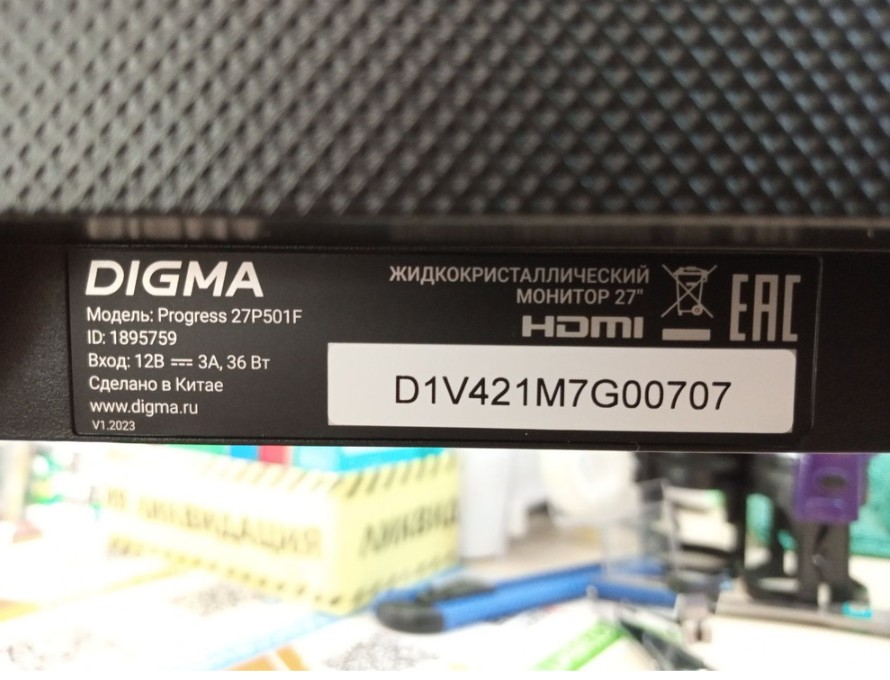 DIGMA
Модель: Progress 27P501F
ID: 1895759
Вход: 12В ⎓ 3А, 36 Вт
Сделано в Китае
www.digma.ru
V1.2023
ЖИДКОКРИСТАЛЛИЧЕСКИЙ
МОНИТОР 27"
HDMI
EAC
D1V421M7G00707
ЛИКВИДАЦИЯ